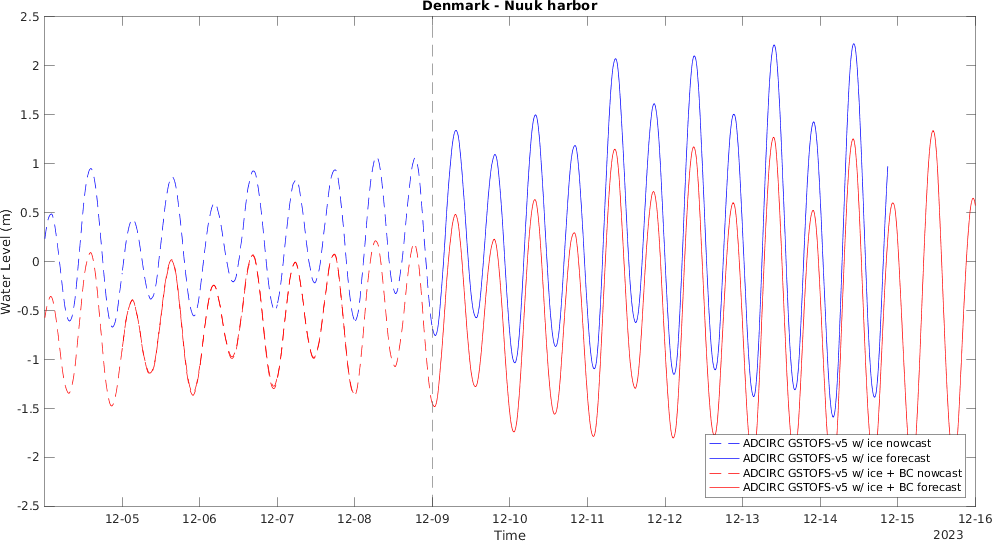 Denmark - Nuuk harbor
2.5
2
1.5
1
0.5
0
-0.5
-1
-1.5
-2
-2.5
Water Level (m)
ADCIRC GSTOFS-v5 w/ ice nowcast
ADCIRC GSTOFS-v5 w/ ice forecast
ADCIRC GSTOFS-v5 w/ ice + BC nowcast
ADCIRC GSTOFS-v5 w/ ice + BC forecast
12-05 12-06 12-07 12-08 12-09 12-10 12-11 12-12 12-13 12-14 12-15 12-16
Time
2023